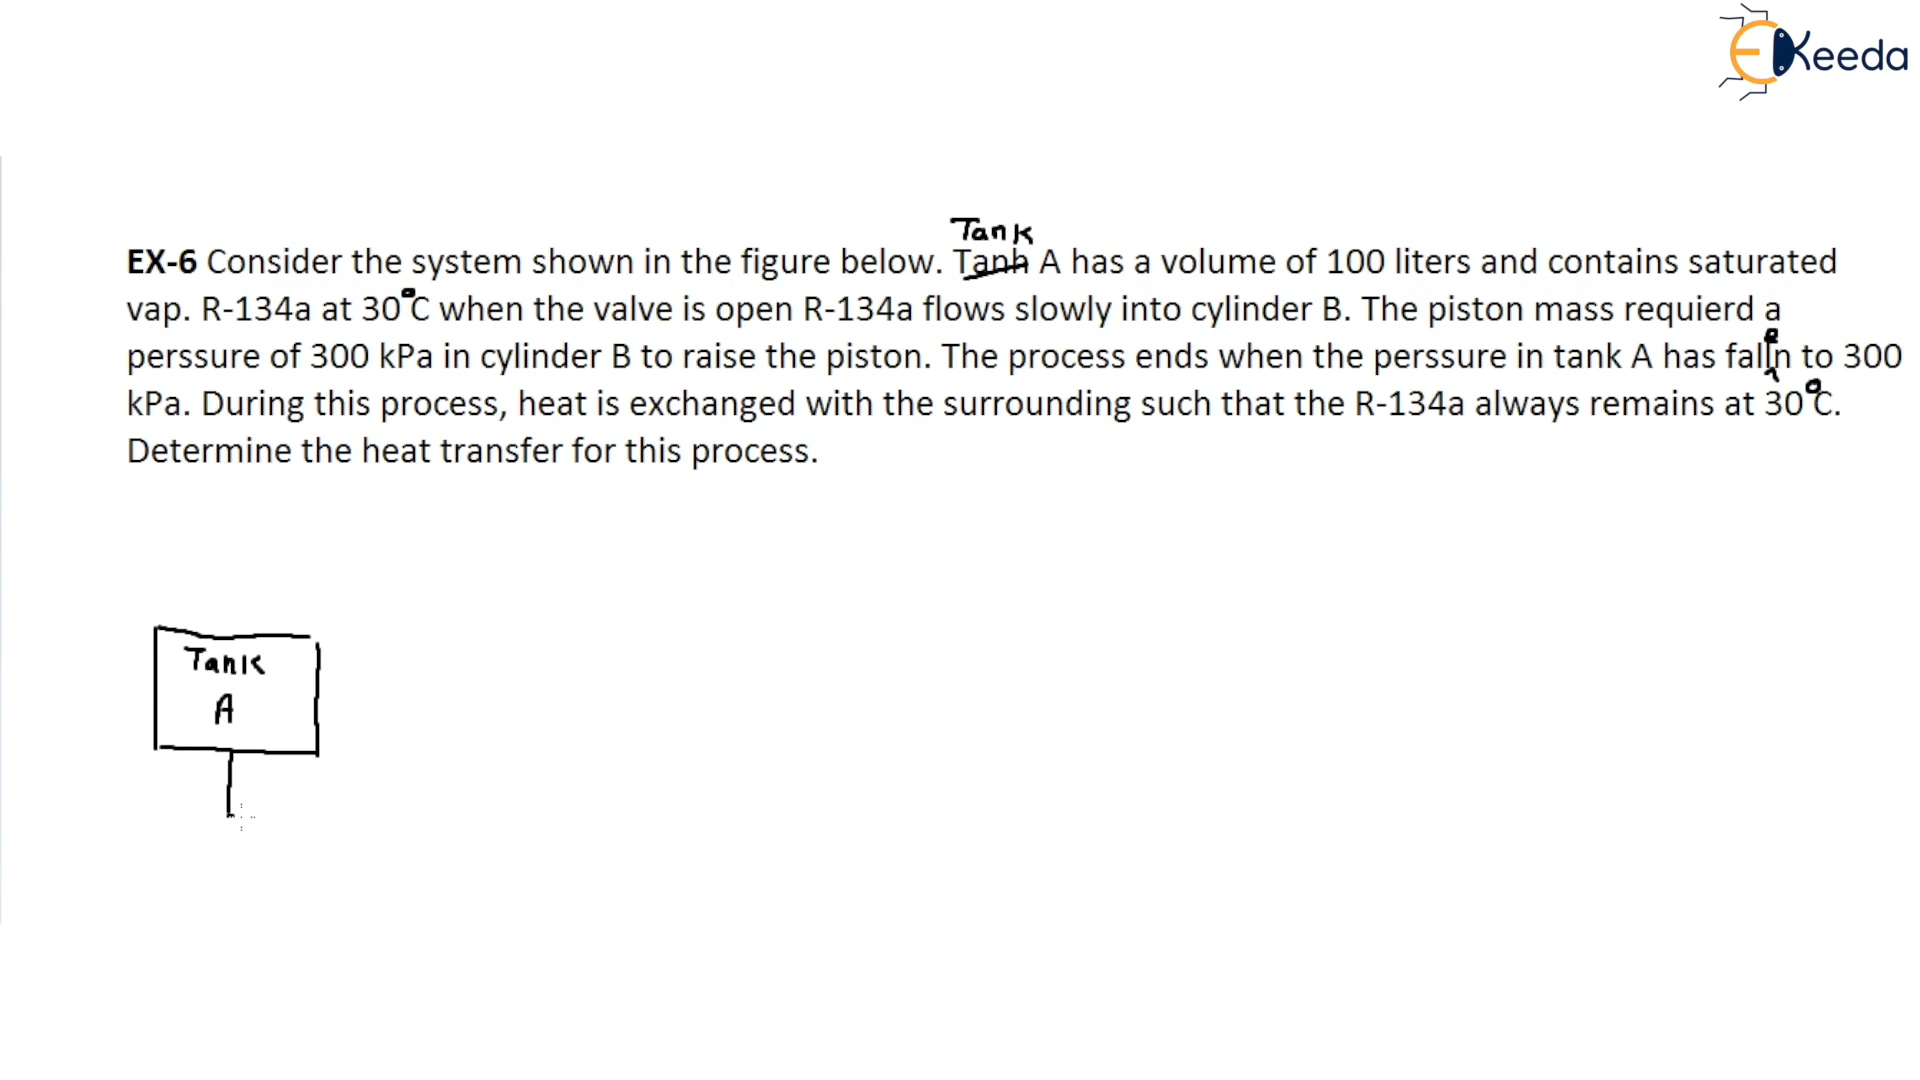 EKeeda
Tank
EX-6 Consider the system shown in the figure below. Tanh A has a volume of 100 liters and contains saturated
vap. R-134a at 30°C when the valve is open R-134a flows slowly into cylinder B. The piston mass requierd a
perssure of 300 kPa in cylinder B to raise the piston. The process ends when the perssure in tank A has fallen to 300
kPa. During this process, heat is exchanged with the surrounding such that the R-134a always remains at 30°C.
Determine the heat transfer for this process.
Tank
A